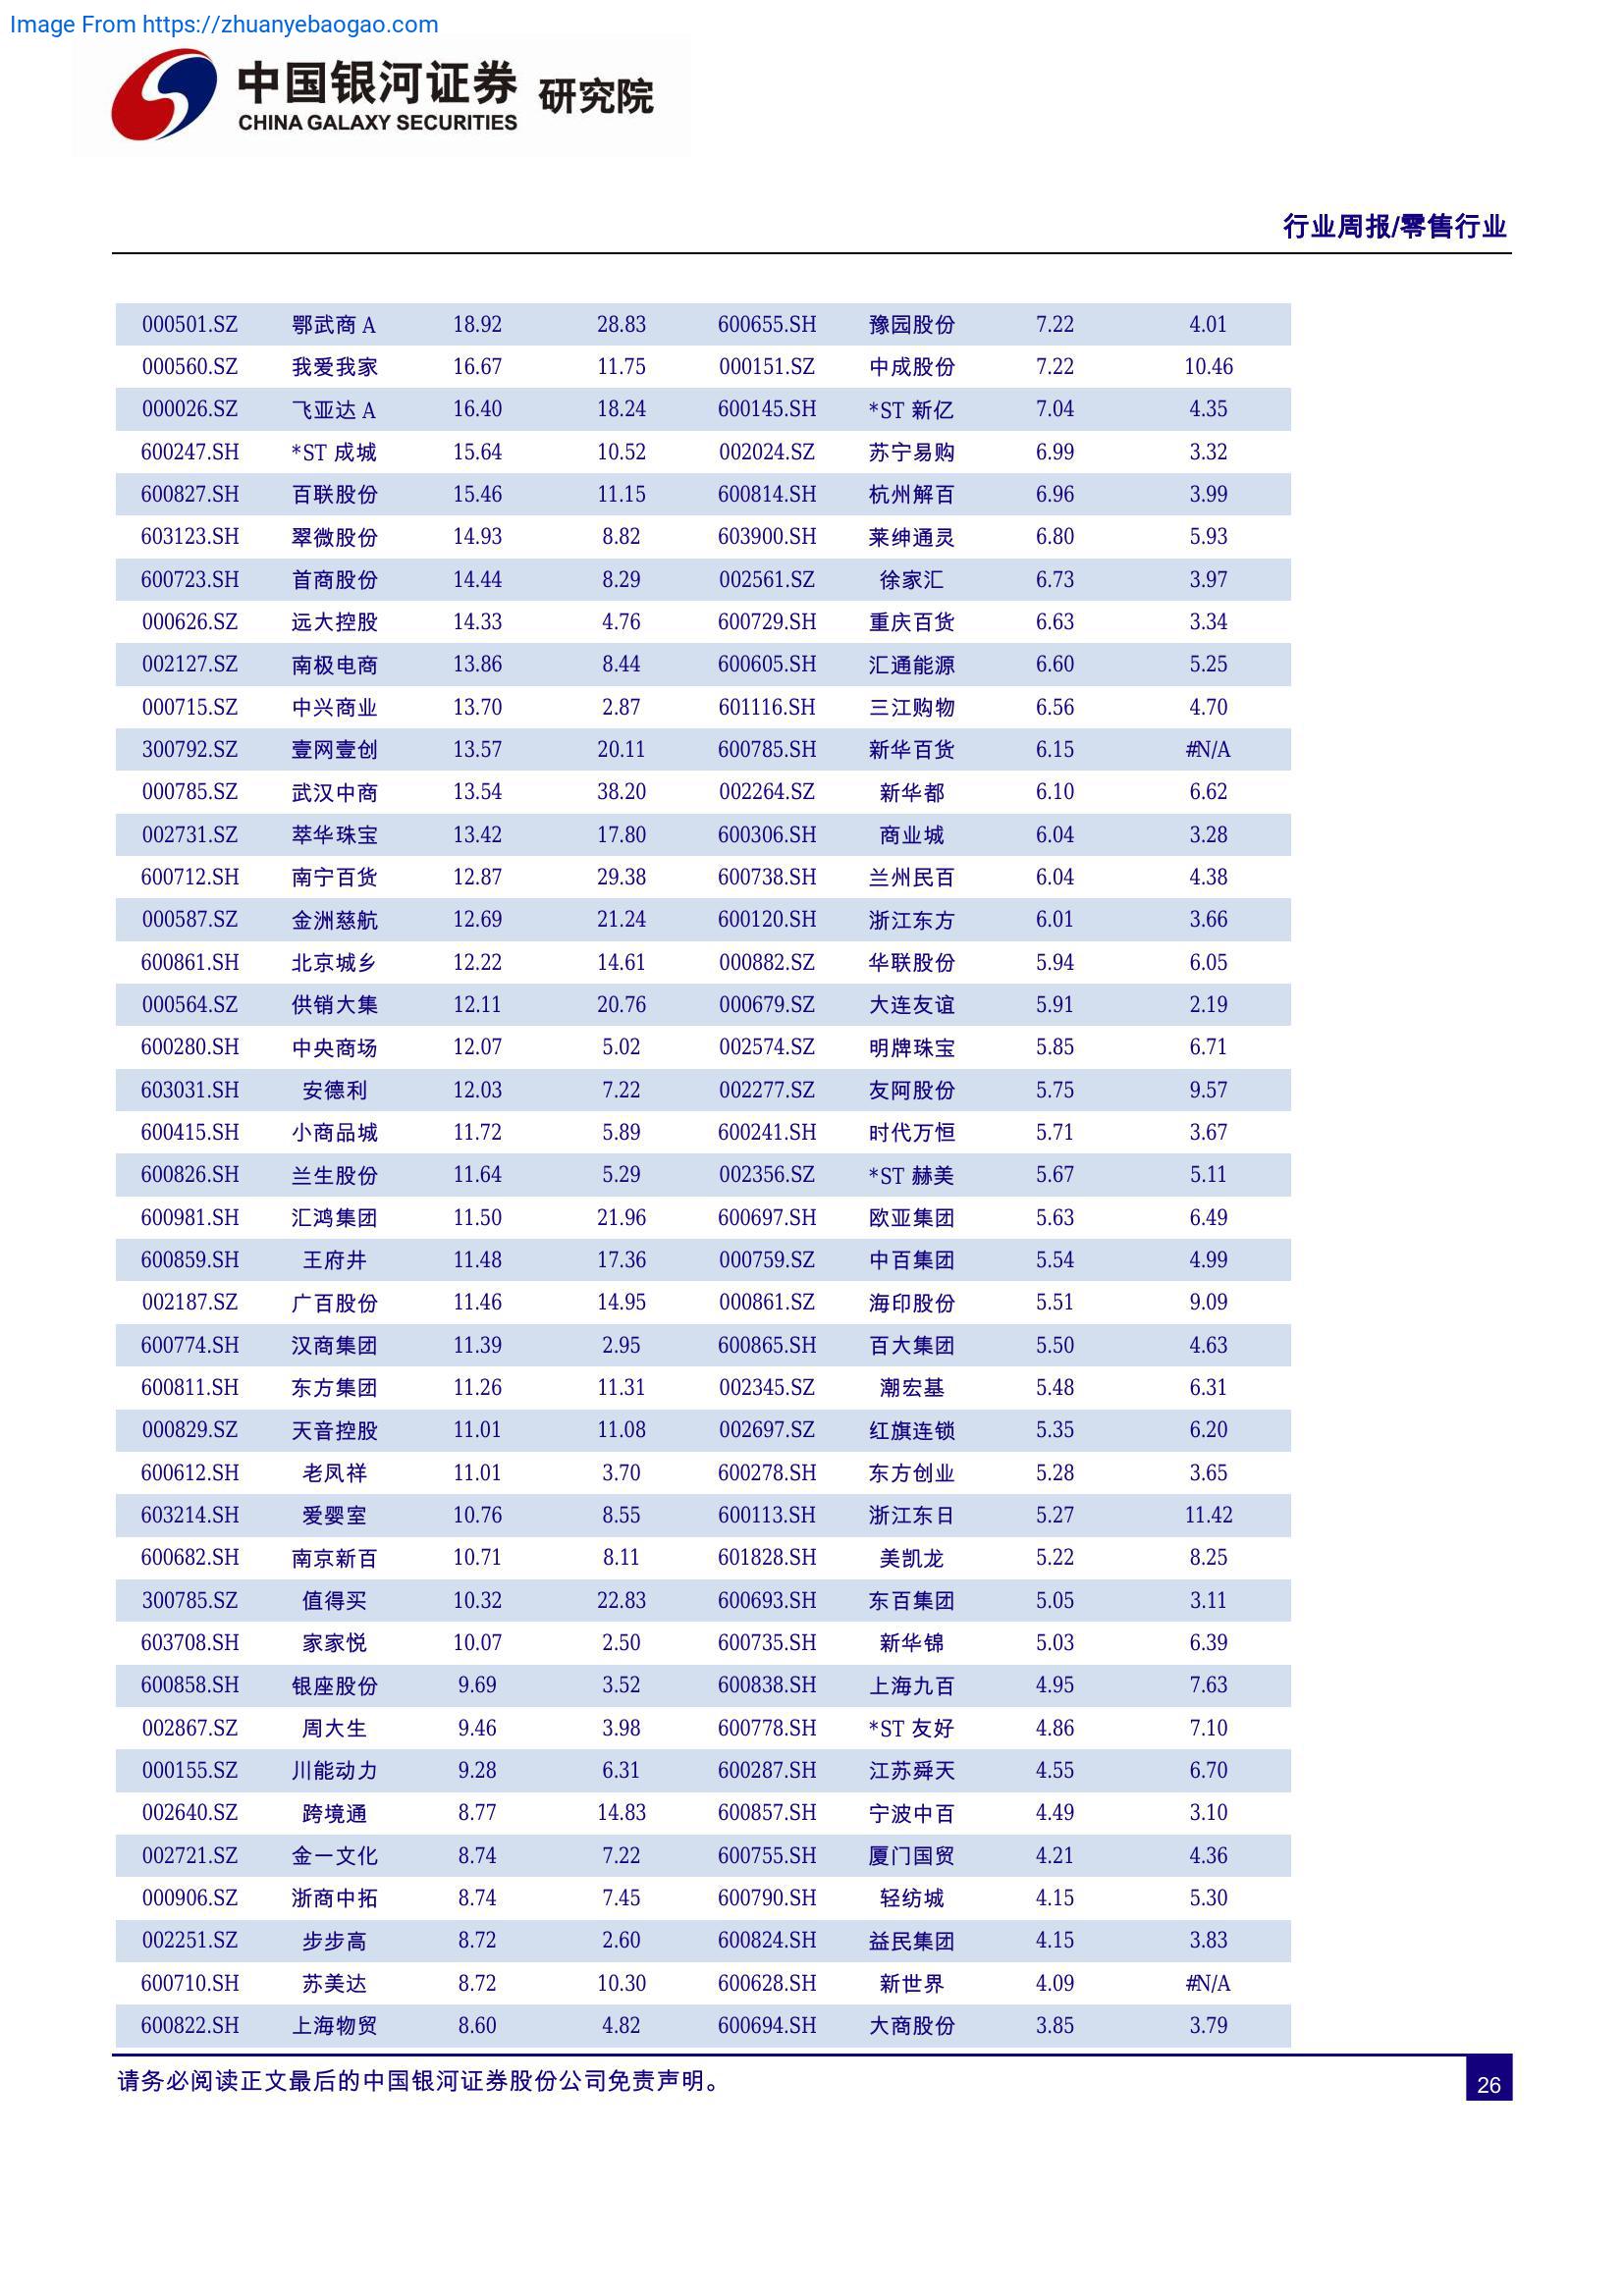 Image From https://zhuanyebaogao.com
中国银河证券 研究院
CHINA GALAXY SECURITIES
行业周报/零售行业
000501.SZ 鄂武商 A 18.92 28.83 600655.SH 豫园股份 7.22 4.01
000560.SZ 我爱我家 16.67 11.75 000151.SZ 中成股份 7.22 10.46
000026.SZ 飞亚达 A 16.40 18.24 600145.SH *ST 新亿 7.04 4.35
600247.SH *ST 成城 15.64 10.52 002024.SZ 苏宁易购 6.99 3.32
600827.SH 百联股份 15.46 11.15 600814.SH 杭州解百 6.96 3.99
603123.SH 翠微股份 14.93 8.82 603900.SH 莱绅通灵 6.80 5.93
600723.SH 首商股份 14.44 8.29 002561.SZ 徐家汇 6.73 3.97
000626.SZ 远大控股 14.33 4.76 600729.SH 重庆百货 6.63 3.34
002127.SZ 南极电商 13.86 8.44 600605.SH 汇通能源 6.60 5.25
000715.SZ 中兴商业 13.70 2.87 601116.SH 三江购物 6.56 4.70
300792.SZ 壹网壹创 13.57 20.11 600785.SH 新华百货 6.15 #N/A
000785.SZ 武汉中商 13.54 38.20 002264.SZ 新华都 6.10 6.62
002731.SZ 萃华珠宝 13.42 17.80 600306.SH 商业城 6.04 3.28
600712.SH 南宁百货 12.87 29.38 600738.SH 兰州民百 6.04 4.38
000587.SZ 金洲慈航 12.69 21.24 600120.SH 浙江东方 6.01 3.66
600861.SH 北京城乡 12.22 14.61 000882.SZ 华联股份 5.94 6.05
000564.SZ 供销大集 12.11 20.76 000679.SZ 大连友谊 5.91 2.19
600280.SH 中央商场 12.07 5.02 002574.SZ 明牌珠宝 5.85 6.71
603031.SH 安德利 12.03 7.22 002277.SZ 友阿股份 5.75 9.57
600415.SH 小商品城 11.72 5.89 600241.SH 时代万恒 5.71 3.67
600826.SH 兰生股份 11.64 5.29 002356.SZ *ST 赫美 5.67 5.11
600981.SH 汇鸿集团 11.50 21.96 600697.SH 欧亚集团 5.63 6.49
600859.SH 王府井 11.48 17.36 000759.SZ 中百集团 5.54 4.99
002187.SZ 广百股份 11.46 14.95 000861.SZ 海印股份 5.51 9.09
600774.SH 汉商集团 11.39 2.95 600865.SH 百大集团 5.50 4.63
600811.SH 东方集团 11.26 11.31 002345.SZ 潮宏基 5.48 6.31
000829.SZ 天音控股 11.01 11.08 002697.SZ 红旗连锁 5.35 6.20
600612.SH 老凤祥 11.01 3.70 600278.SH 东方创业 5.28 3.65
603214.SH 爱婴室 10.76 8.55 600113.SH 浙江东日 5.27 11.42
600682.SH 南京新百 10.71 8.11 601828.SH 美凯龙 5.22 8.25
300785.SZ 值得买 10.32 22.83 600693.SH 东百集团 5.05 3.11
603708.SH 家家悦 10.07 2.50 600735.SH 新华锦 5.03 6.39
600858.SH 银座股份 9.69 3.52 600838.SH 上海九百 4.95 7.63
002867.SZ 周大生 9.46 3.98 600778.SH *ST 友好 4.86 7.10
000155.SZ 川能动力 9.28 6.31 600287.SH 江苏舜天 4.55 6.70
002640.SZ 跨境通 8.77 14.83 600857.SH 宁波中百 4.49 3.10
002721.SZ 金一文化 8.74 7.22 600755.SH 厦门国贸 4.21 4.36
000906.SZ 浙商中拓 8.74 7.45 600790.SH 轻纺城 4.15 5.30
002251.SZ 步步高 8.72 2.60 600824.SH 益民集团 4.15 3.83
600710.SH 苏美达 8.72 10.30 600628.SH 新世界 4.09 #N/A
600822.SH 上海物贸 8.60 4.82 600694.SH 大商股份 3.85 3.79
请务必阅读正文最后的中国银河证券股份公司免责声明。
26